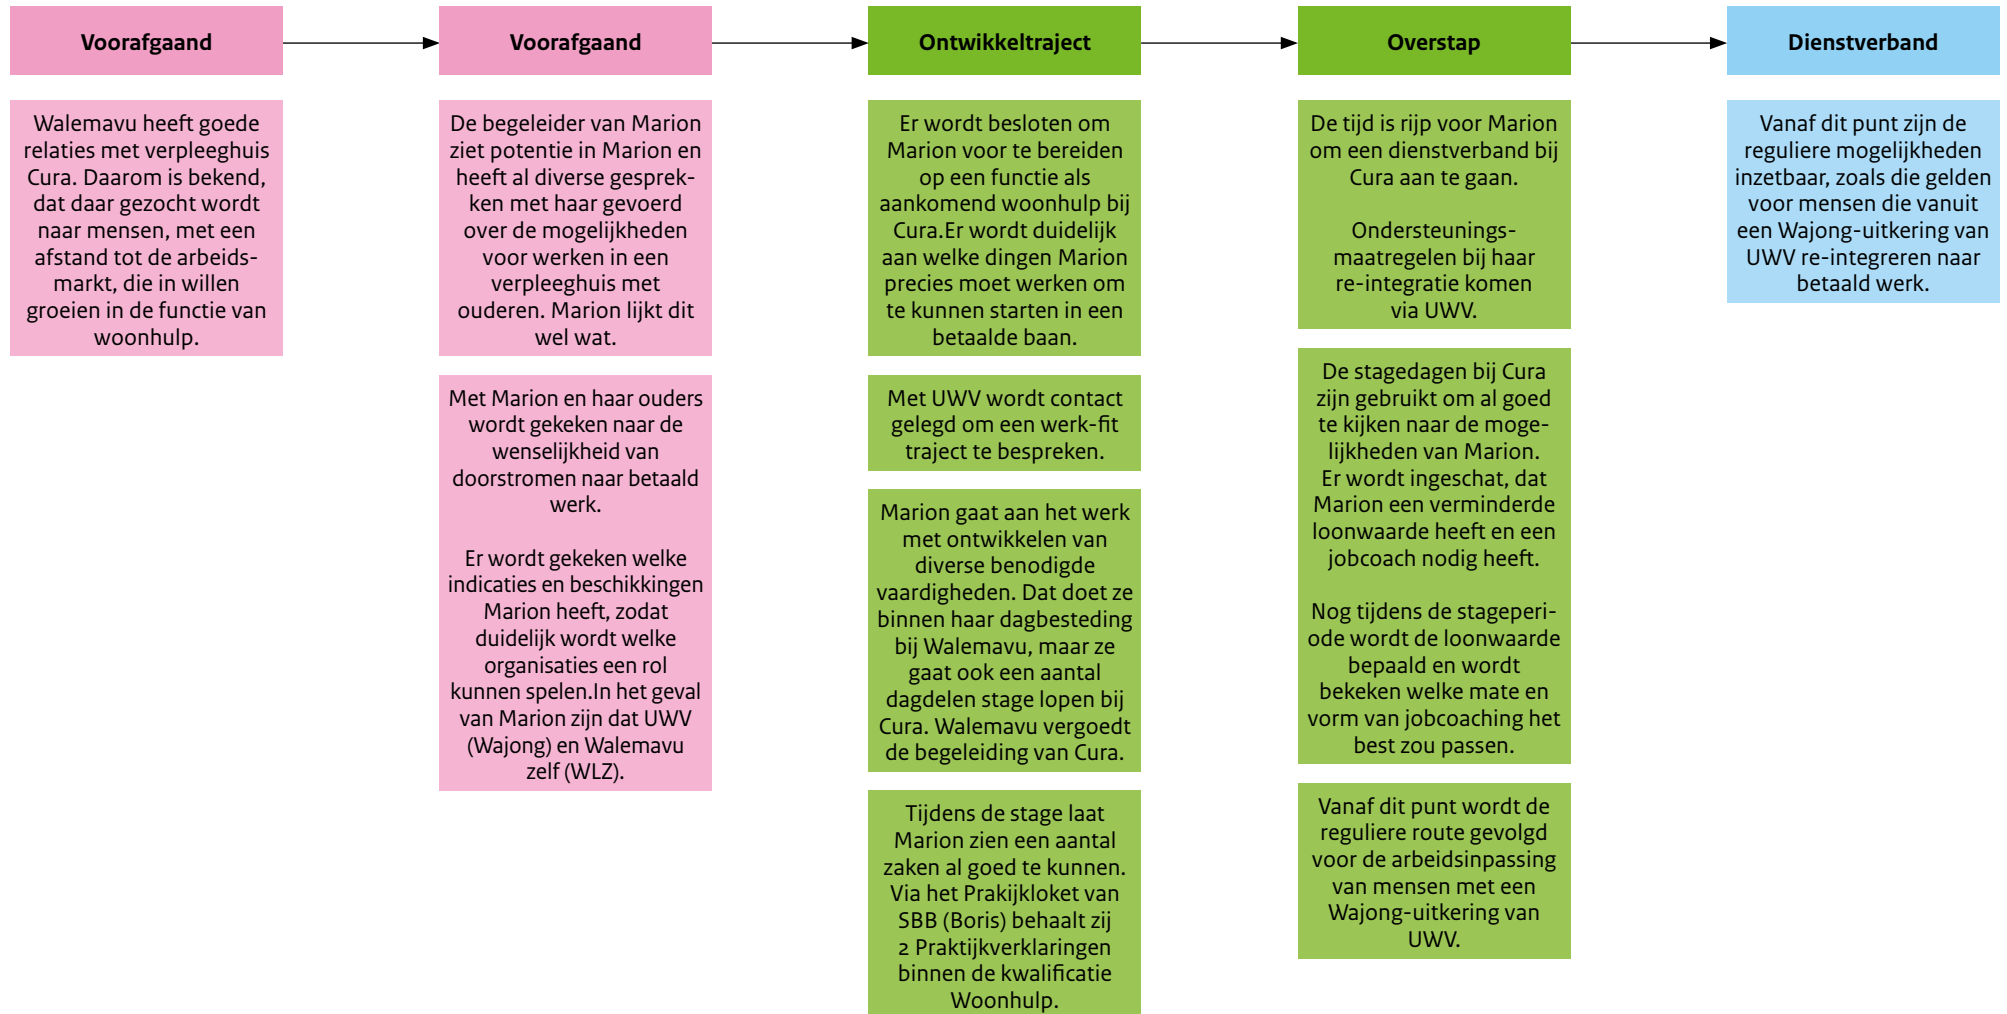 Voorafgaand
Walemavu heeft goede
relaties met verpleeghuis
Cura. Daarom is bekend,
dat daar gezocht wordt
naar mensen, met een
afstand tot de arbeids-
markt, die in willen
groeien in de functie van
woonhulp.
Voorafgaand
De begeleider van Marion
ziet potentie in Marion en
heeft al diverse gesprek-
ken met haar gevoerd
over de mogelijkheden
voor werken in een
verpleeghuis met
ouderen. Marion lijkt dit
wel wat.
Met Marion en haar ouders
wordt gekeken naar de
wenselijkheid van
doorstromen naar betaald
werk.
Er wordt gekeken welke
indicaties en beschikkingen
Marion heeft, zodat
duidelijk wordt welke
organisaties een rol
kunnen spelen.In het geval
van Marion zijn dat UWV
(Wajong) en Walemavu
zelf (WLZ).
Ontwikkeltraject
Er wordt besloten om
Marion voor te bereiden
op een functie als
aankomend woonhulp bij
Cura.Er wordt duidelijk
aan welke dingen Marion
precies moet werken om
te kunnen starten in een
betaalde baan.
Met UWV wordt contact
gelegd om een werk-fit
traject te bespreken.
Marion gaat aan het werk
met ontwikkelen van
diverse benodigde
vaardigheden. Dat doet ze
binnen haar dagbesteding
bij Walemavu, maar ze
gaat ook een aantal
dagdelen stage lopen bij
Cura. Walemavu vergoedt
de begeleiding van Cura.
Tijdens de stage laat
Marion zien een aantal
zaken al goed te kunnen.
Via het Prakijkloket van
SBB (Boris) behaalt zij
2 Praktijkverklaringen
binnen de kwalificatie
Woonhulp.
Overstap
De tijd is rijp voor Marion
om een dienstverband bij
Cura aan te gaan.
Ondersteunings-
maatregelen bij haar
re-integratie komen
via UWV.
De stagedagen bij Cura
zijn gebruikt om al goed
te kijken naar de moge-
lijkheden van Marion.
Er wordt ingeschat, dat
Marion een verminderde
loonwaarde heeft en een
jobcoach nodig heeft.
Nog tijdens de stageperi-
ode wordt de loonwaarde
bepaald en wordt
bekeken welke mate en
vorm van jobcoaching het
best zou passen.
Vanaf dit punt wordt de
reguliere route gevolgd
voor de arbeidsinpassing
van mensen met een
Wajong-uitkering van
UWV.
Dienstverband
Vanaf dit punt zijn de
reguliere mogelijkheden
inzetbaar, zoals die gelden
voor mensen die vanuit
een Wajong-uitkering van
UWV re-integreren naar
betaald werk.